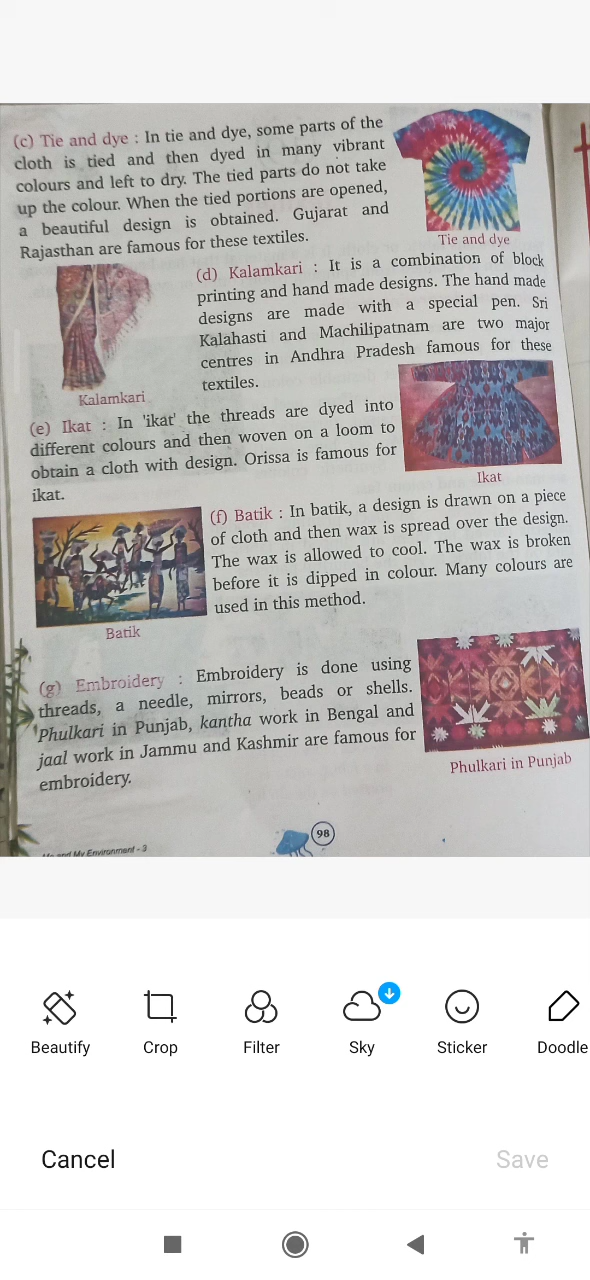 (c) Tie and dye : In tie and dye, some parts of the
cloth is tied and then dyed in many vibrant
colours and left to dry. The tied parts do not take
up the colour. When the tied portions are opened,
a beautiful design is obtained. Gujarat and
Rajasthan are famous for these textiles.
Tie and dye
(d) Kalamkari : It is a combination of block
printing and hand made designs. The hand made
designs are made with a special pen. Sri
Kalahasti and Machilipatnam are two major
centres in Andhra Pradesh famous for these
textiles.
Kalamkari
(e) Ikat : In 'ikat' the threads are dyed into
different colours and then woven on a loom to
obtain a cloth with design. Orissa is famous for
ikat.
Ikat
(f) Batik : In batik, a design is drawn on a piece
of cloth and then wax is spread over the design.
The wax is allowed to cool. The wax is broken
before it is dipped in colour. Many colours are
used in this method.
Batik
(g) Embroidery : Embroidery is done using
threads, a needle, mirrors, beads or shells.
Phulkari in Punjab, kantha work in Bengal and
jaal work in Jammu and Kashmir are famous for
embroidery.
Phulkari in Punjab
98
Me and My Environment - 3
Beautify
Crop
Filter
Sky
Sticker
Doodle
Cancel
Save